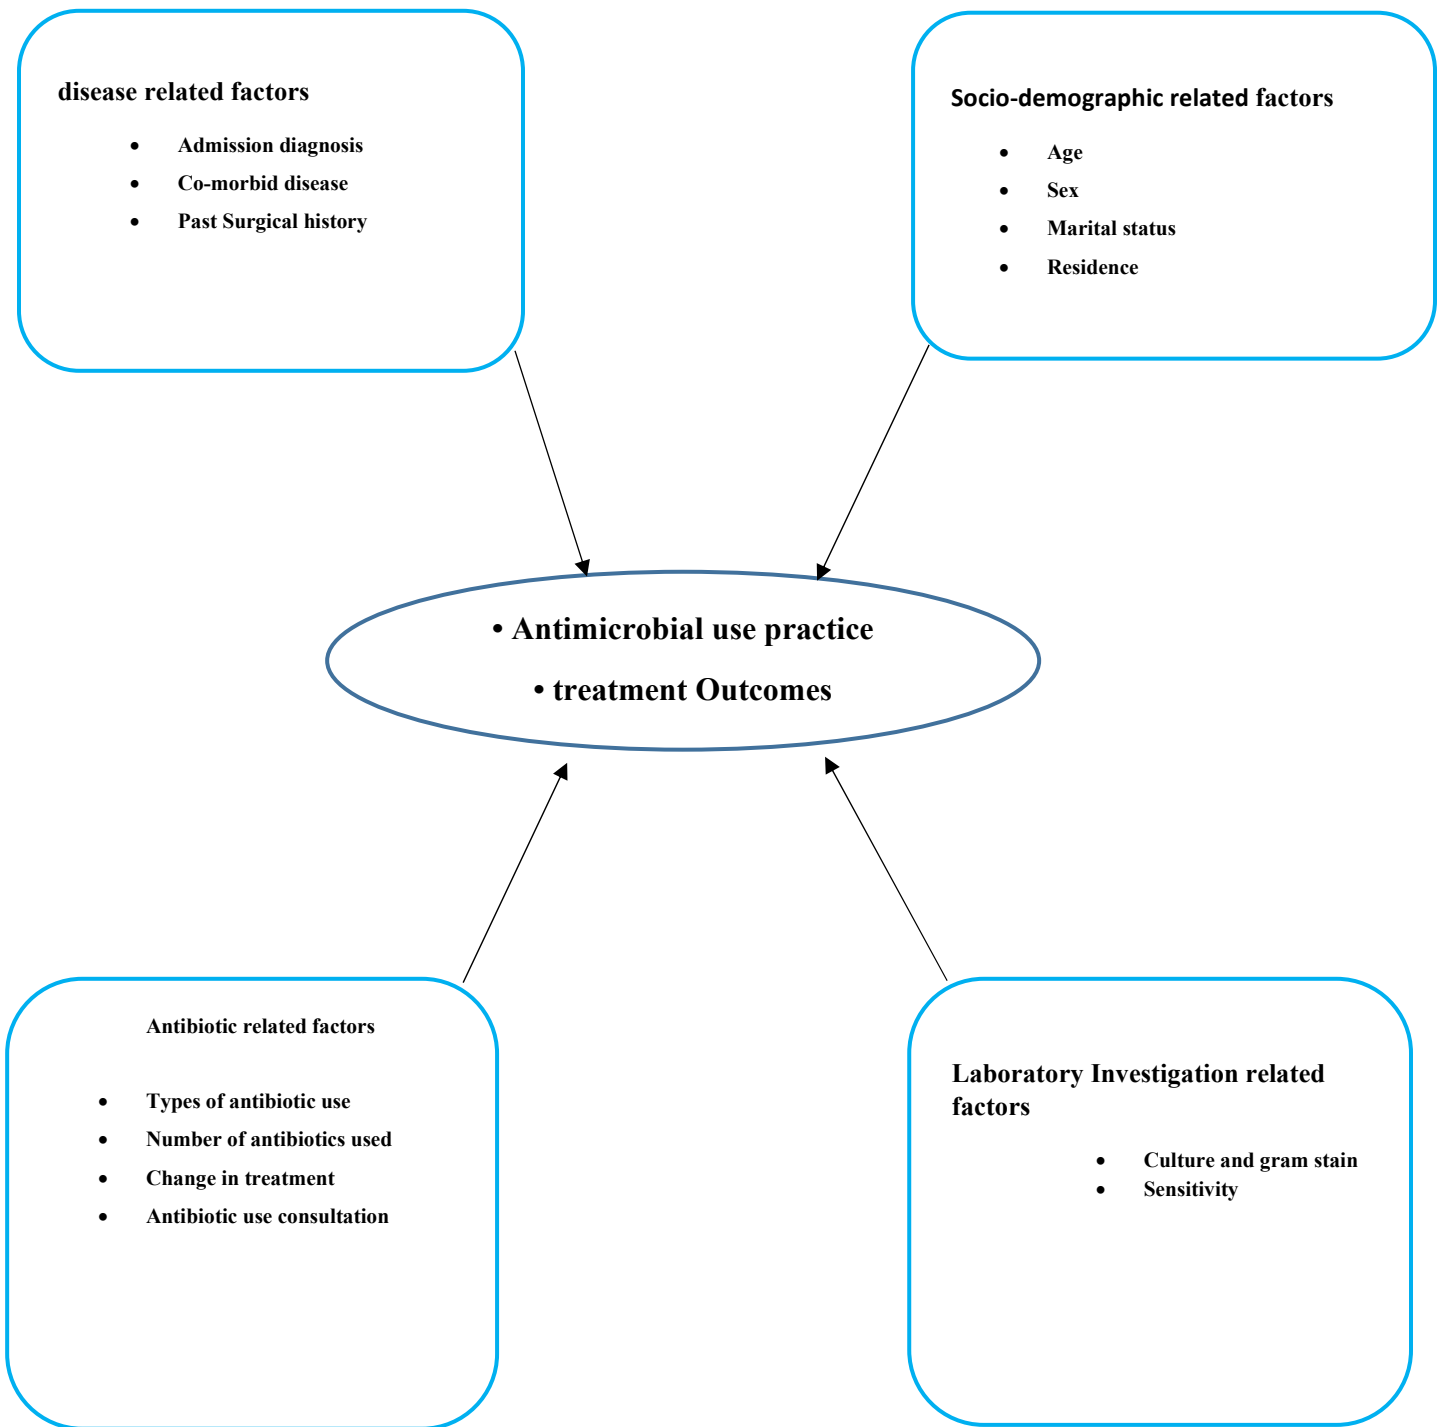 disease related factors
• Admission diagnosis
• Co-morbid disease
• Past Surgical history
Socio-demographic related factors
• Age
• Sex
• Marital status
• Residence
• Antimicrobial use practice
• treatment Outcomes
Antibiotic related factors
• Types of antibiotic use
• Number of antibiotics used
• Change in treatment
• Antibiotic use consultation
Laboratory Investigation related
factors
• Culture and gram stain
• Sensitivity